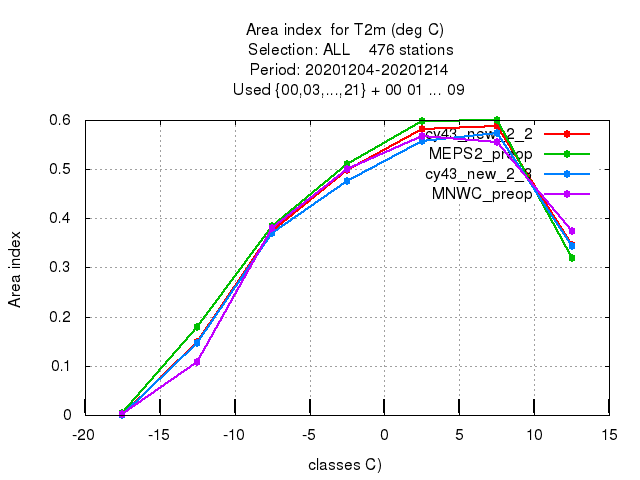 Area index  for T2m (deg C)
Selection: ALL    476 stations
Period: 20201204-20201214
Used {00,03,...,21} + 00 01 ... 09
0.6
0.5
0.4
0.3
0.2
0.1
0
Area index
cy43_new_2_2
MEPS2_preop
cy43_new_2_3
MNWC_preop
-20 -15 -10 -5 0 5 10 15
classes C)